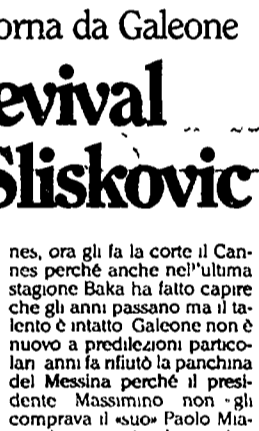 orna da Galeone
evival
Sliskovic
nes, ora gli fa la corte il Can-
nes perché anche nell'ultima
stagione Baka ha fatto capire
che gli anni passano ma il ta-
lento è intatto Galeone non è
nuovo a predilezioni partico-
lari anni fa rifiutò la panchina
del Messina perché il presi-
dente Massimino non gli
comprava il «suo» Paolo Mia-